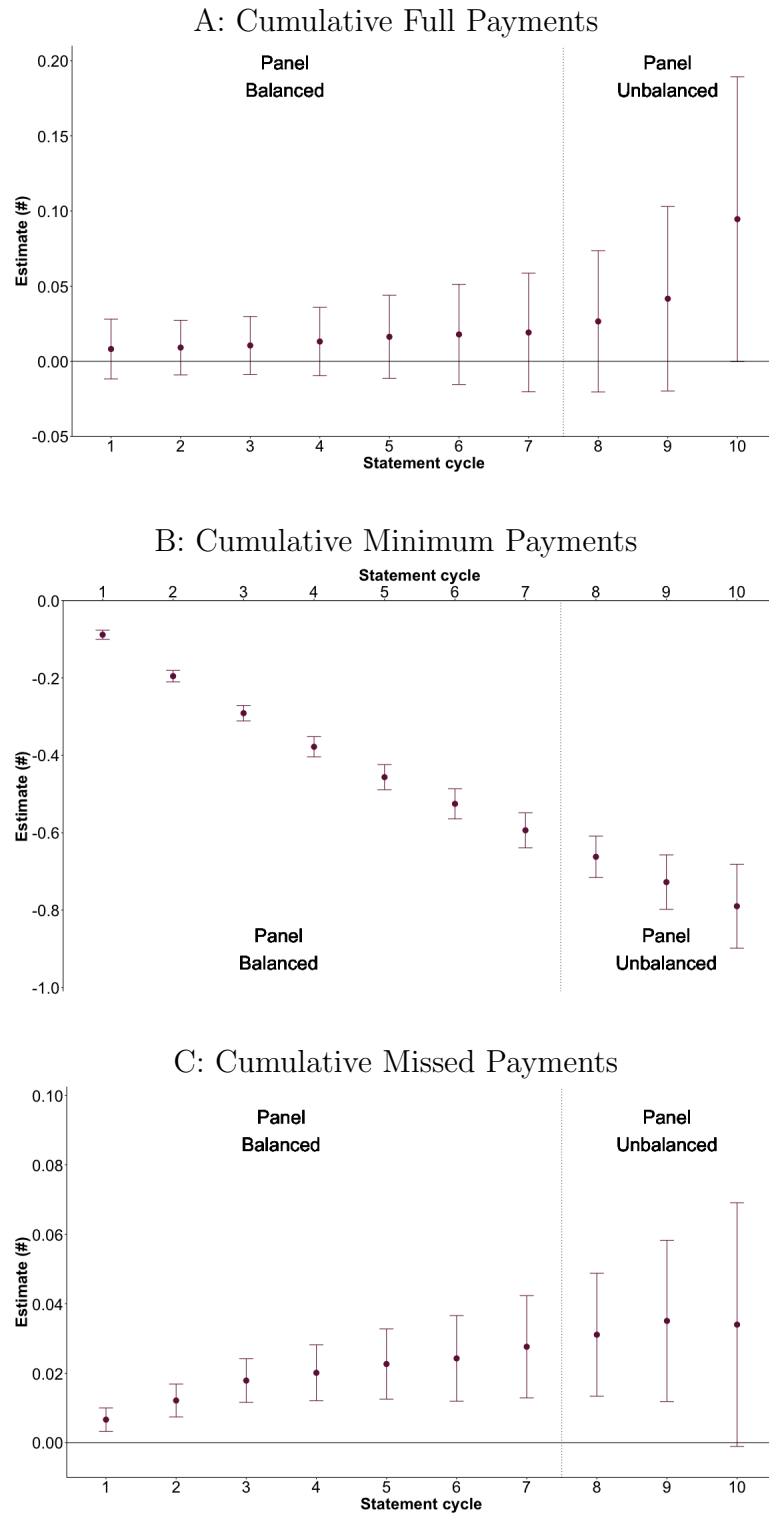 A: Cumulative Full Payments
Panel
Balanced
Panel
Unbalanced
Estimate (#)
0.20
0.15
0.10
0.05
0.00
-0.05
1 2 3 4 5 6 7 8 9 10
Statement cycle
B: Cumulative Minimum Payments
Statement cycle
1 2 3 4 5 6 7 8 9 10
Estimate (#)
0.0
-0.2
-0.4
-0.6
-0.8
-1.0
Panel
Balanced
Panel
Unbalanced
C: Cumulative Missed Payments
Panel
Balanced
Panel
Unbalanced
Estimate (#)
0.10
0.08
0.06
0.04
0.02
0.00
1 2 3 4 5 6 7 8 9 10
Statement cycle